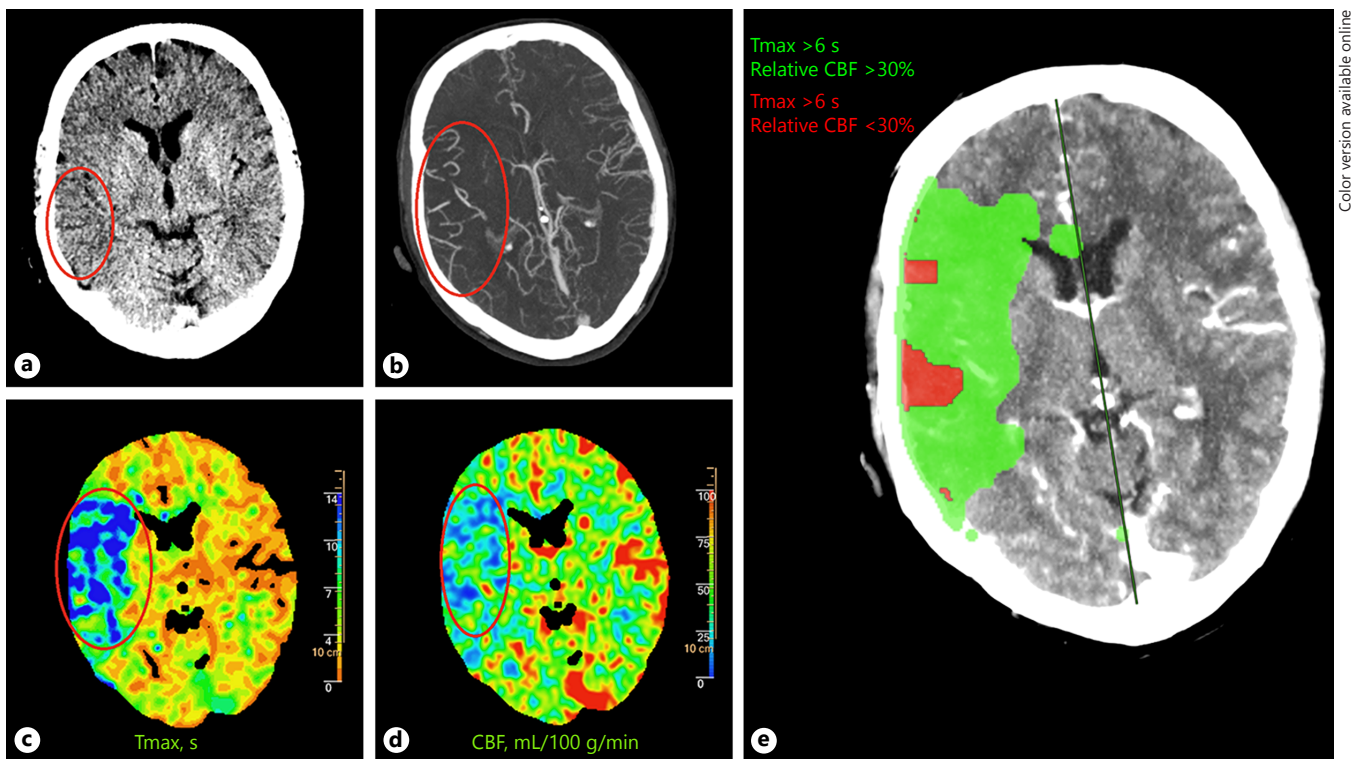 Tmax >6 s
Relative CBF >30%
Tmax >6 s
Relative CBF <30%
Color version available online
a
b
14
10
7
4
10 cm
0
c
Tmax, s
100
75
50
25
10 cm
0
d
CBF, mL/100 g/min
e